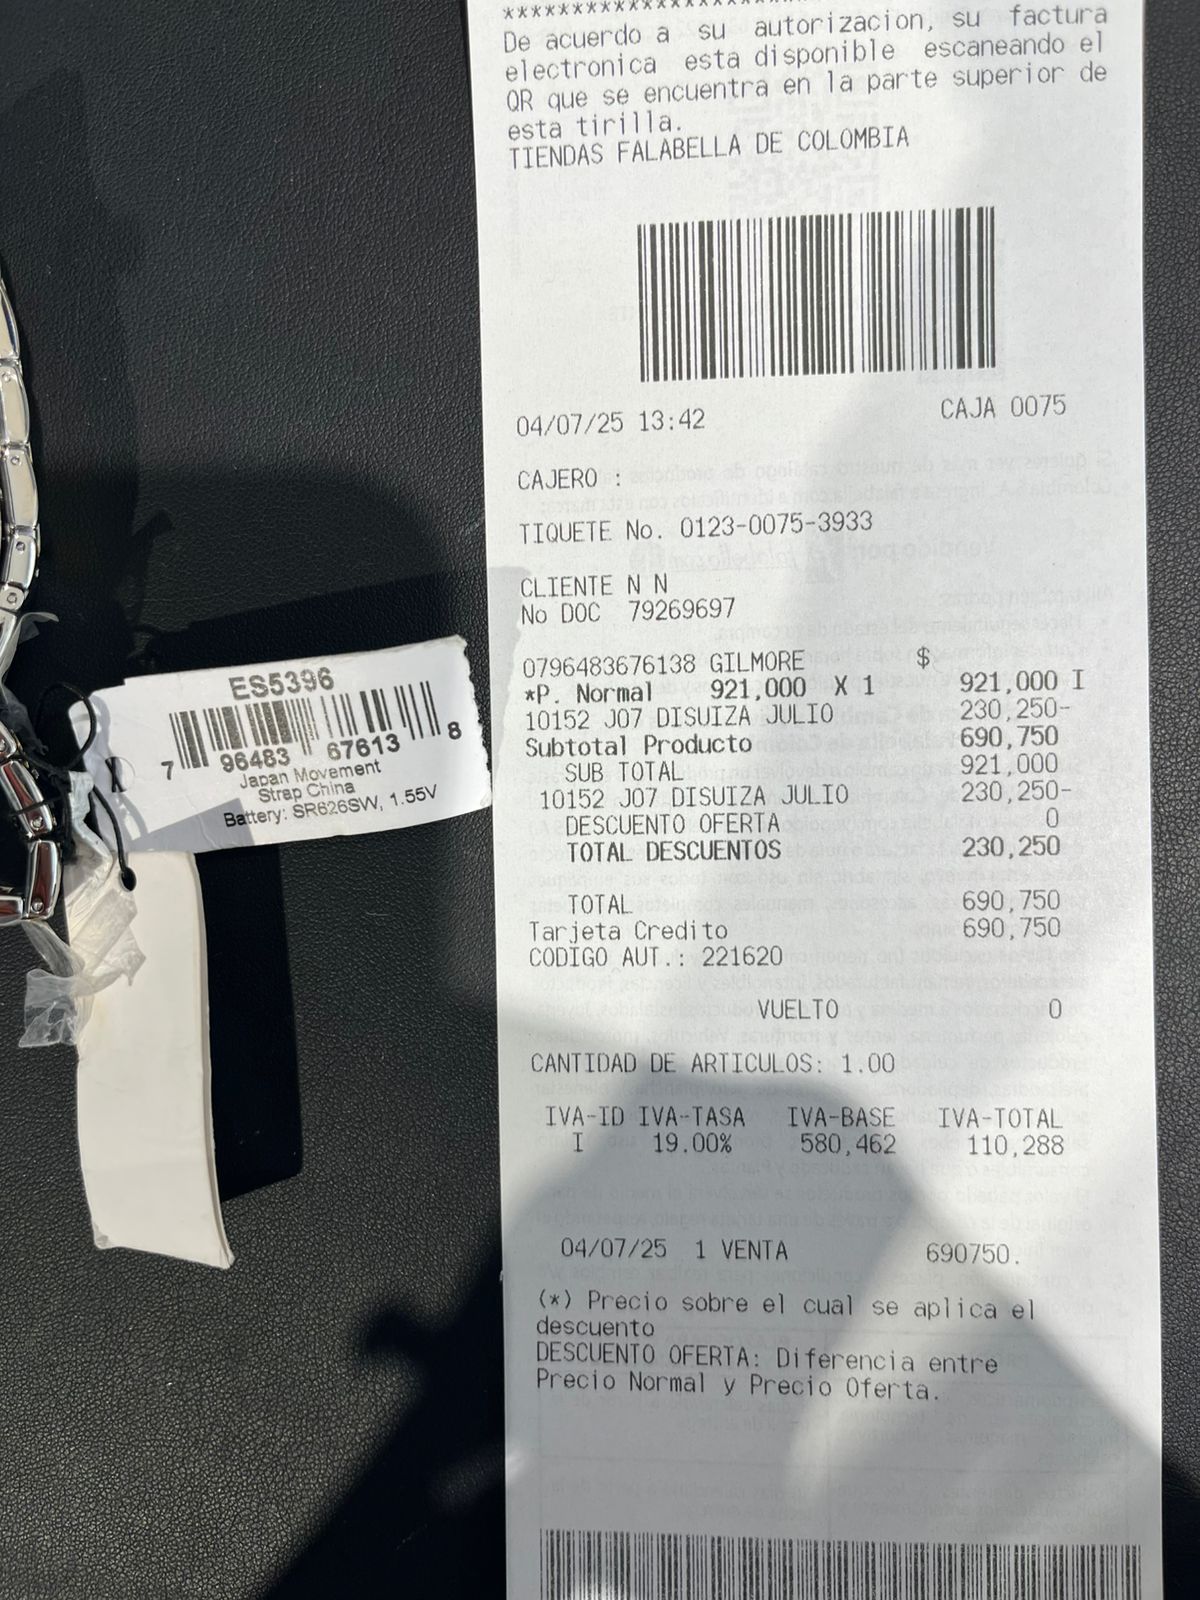 ************************
De acuerdo a su autorizacion, su factura
electronica esta disponible escaneando el
QR que se encuentra en la parte superior de
esta tirilla.
TIENDAS FALABELLA DE COLOMBIA
04/07/25 13:42 CAJA 0075
CAJERO :
TIQUETE No. 0123-0075-3933
CLIENTE N N
No DOC 79269697
0796483676138 GILMORE $
*P. Normal 921,000 X 1 921,000 I
10152 J07 DISUIZA JULIO 230,250-
Subtotal Producto 690,750
SUB TOTAL 921,000
10152 J07 DISUIZA JULIO 230,250-
DESCUENTO OFERTA 0
TOTAL DESCUENTOS 230,250
TOTAL 690,750
Tarjeta Credito 690,750
CODIGO AUT.: 221620
VUELTO 0
CANTIDAD DE ARTICULOS: 1.00
IVA-ID IVA-TASA IVA-BASE IVA-TOTAL
I 19.00% 580,462 110,288
04/07/25 1 VENTA 690750.
(*) Precio sobre el cual se aplica el
descuento
DESCUENTO OFERTA: Diferencia entre
Precio Normal y Precio Oferta.
ES5396
7 96483 67613 8
Japan Movement
Strap China
Battery: SR626SW, 1.55V